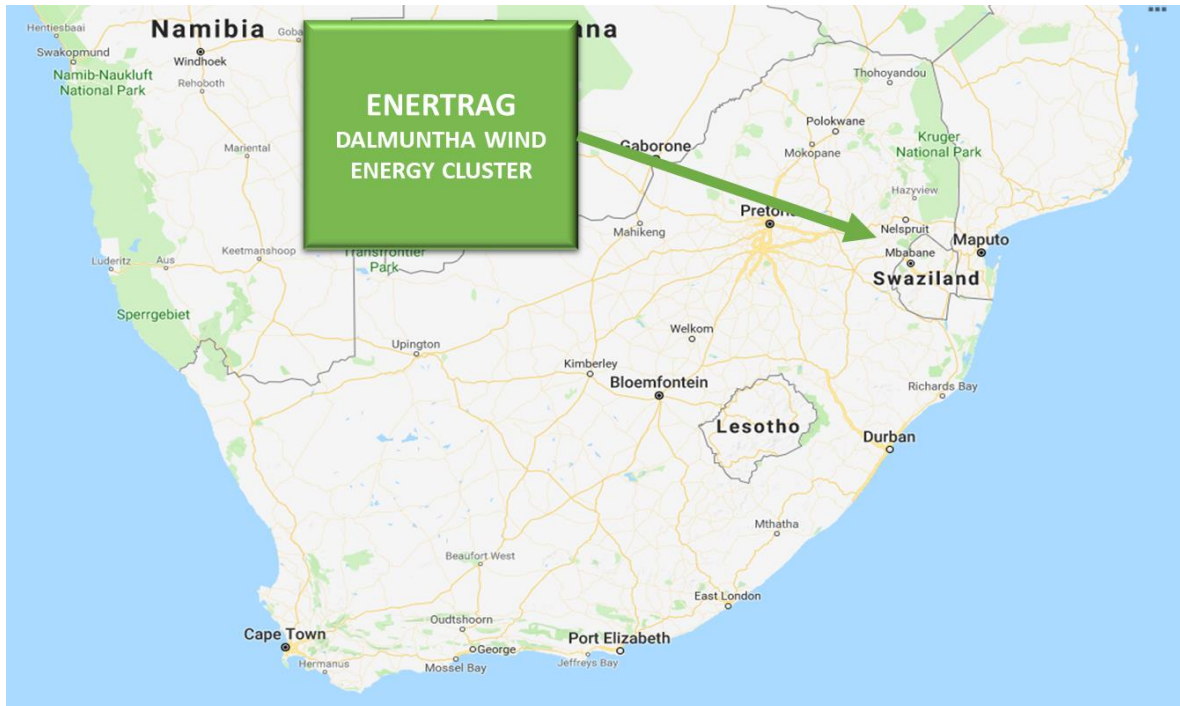 Hentiesbaai
Namibia
Goba
ana
Swakopmund
Windhoek
Namib-Naukluft
National Park
Rehoboth
Thohoyandou
ENERTRAG
DALMUNTHA WIND
ENERGY CLUSTER
Polokwane
Mariental
Gaborone
Mokopane
Kruger
National Park
Hazyview
Pretori
Nelspruit
Mahikeng
Maputo
Keetmanshoop
Transfrontier
Park
Luderitz
Aus
Mbabane
Swaziland
Sperrgebiet
Welkom
Upington
Kimberley
Bloemfontein
Richards Bay
Lesotho
Durban
Mthatha
Beaufort West
East London
Oudtshoorn
Cape Town
George
Port Elizabeth
Hermanus
Mossel Bay
Jeffreys Bay